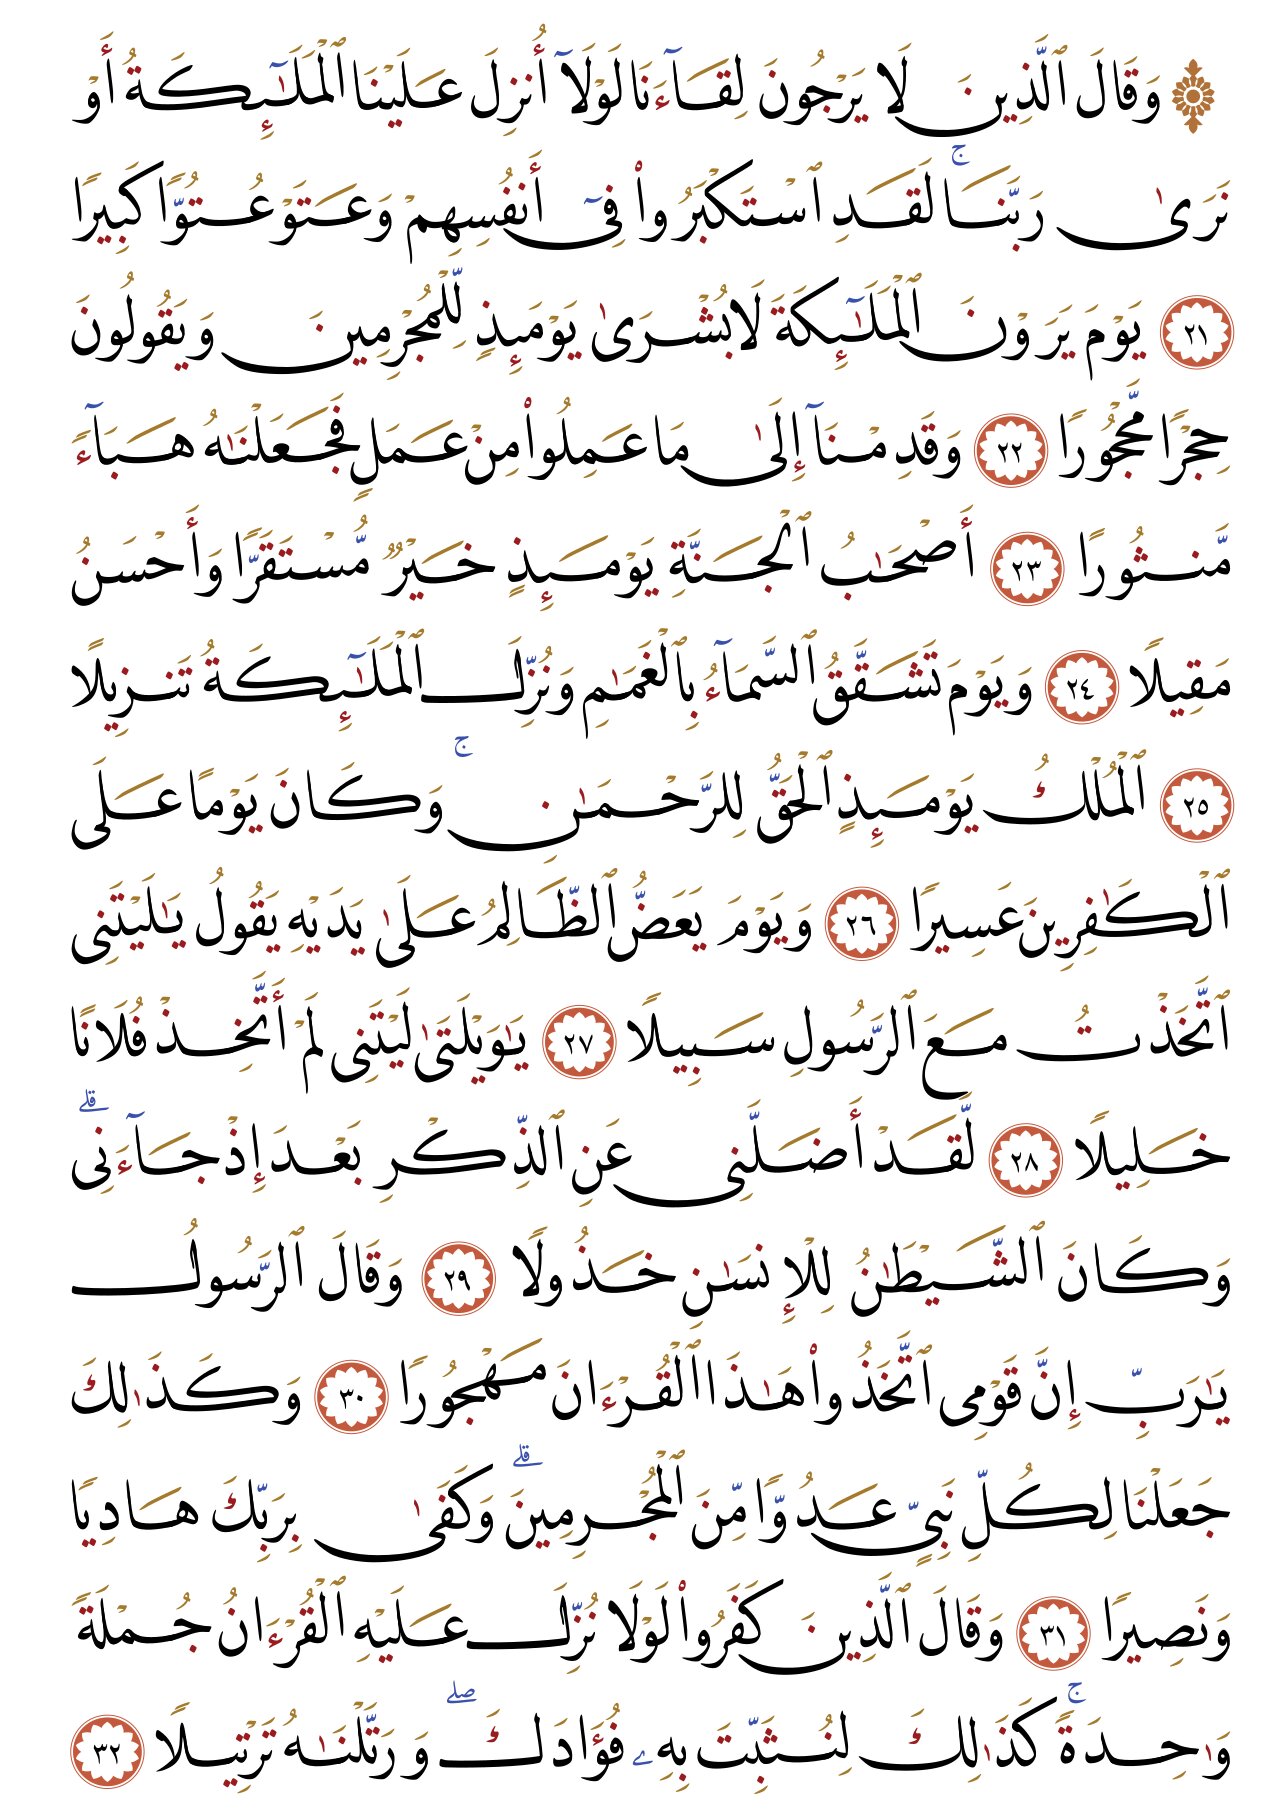 ۞ وَقَالَ ٱلَّذِينَ لَا يَرْجُونَ لِقَآءَنَا لَوْلَآ أُنزِلَ عَلَيْنَا ٱلْمَلَـٰٓئِكَةُ أَوْ
نَرَىٰ رَبَّنَا ۚ لَقَدِ ٱسْتَكْبَرُوا۟ فِىٓ أَنفُسِهِمْ وَعَتَوْ عُتُوًّا كَبِيرًا
٢١ يَوْمَ يَرَوْنَ ٱلْمَلَـٰٓئِكَةَ لَا بُشْرَىٰ يَوْمَئِذٍ لِّلْمُجْرِمِينَ وَيَقُولُونَ
حِجْرًا مَّحْجُورًا ٢٢ وَقَدِمْنَآ إِلَىٰ مَا عَمِلُوا۟ مِنْ عَمَلٍ فَجَعَلْنَـٰهُ هَبَآءً
مَّنثُورًا ٢٣ أَصْحَـٰبُ ٱلْجَنَّةِ يَوْمَئِذٍ خَيْرٌ مُّسْتَقَرًّا وَأَحْسَنُ
مَقِيلًا ٢٤ وَيَوْمَ تَشَقَّقُ ٱلسَّمَآءُ بِٱلْغَمَـٰمِ وَنُزِّلَ ٱلْمَلَـٰٓئِكَةُ تَنزِيلًا
٢٥ ٱلْمُلْكُ يَوْمَئِذٍ ٱلْحَقُّ لِلرَّحْمَـٰنِ ۚ وَكَانَ يَوْمًا عَلَى
ٱلْكَـٰفِرِينَ عَسِيرًا ٢٦ وَيَوْمَ يَعَضُّ ٱلظَّالِمُ عَلَىٰ يَدَيْهِ يَقُولُ يَـٰلَيْتَنِى
ٱتَّخَذْتُ مَعَ ٱلرَّسُولِ سَبِيلًا ٢٧ يَـٰوَيْلَتَىٰ لَيْتَنِى لَمْ أَتَّخِذْ فُلَانًا
خَلِيلًا ٢٨ لَّقَدْ أَضَلَّنِى عَنِ ٱلذِّكْرِ بَعْدَ إِذْ جَآءَنِى ۗ
وَكَانَ ٱلشَّيْطَـٰنُ لِلْإِنسَـٰنِ خَذُولًا ٢٩ وَقَالَ ٱلرَّسُولُ
يَـٰرَبِّ إِنَّ قَوْمِى ٱتَّخَذُوا۟ هَـٰذَا ٱلْقُرْءَانَ مَهْجُورًا ٣٠ وَكَذَٰلِكَ
جَعَلْنَا لِكُلِّ نَبِىٍّ عَدُوًّا مِّنَ ٱلْمُجْرِمِينَ ۗ وَكَفَىٰ بِرَبِّكَ هَادِيًا
وَنَصِيرًا ٣١ وَقَالَ ٱلَّذِينَ كَفَرُوا۟ لَوْلَا نُزِّلَ عَلَيْهِ ٱلْقُرْءَانُ جُمْلَةً
وَٰحِدَةً ۚ كَذَٰلِكَ لِنُثَبِّتَ بِهِۦ فُؤَادَكَ ۖ وَرَتَّلْنَـٰهُ تَرْتِيلًا ٣٢